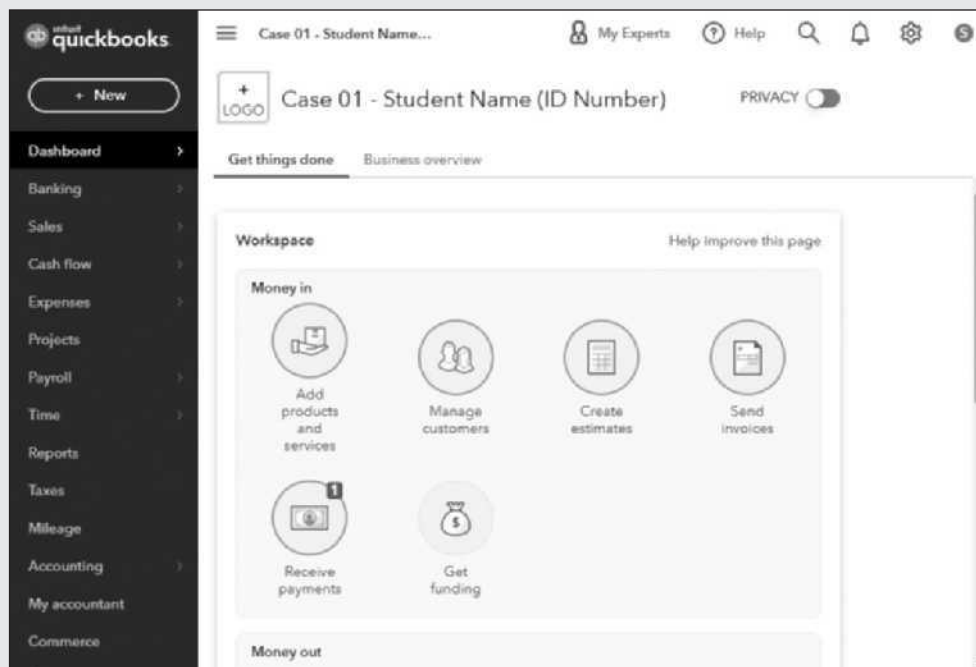 intuit
qb quickbooks.
Case 01 - Student Name...
My Experts
? Help
S
+ New
+
LOGO
Case 01 - Student Name (ID Number)
PRIVACY
Dashboard
Banking
Sales
Cash flow
Expenses
Projects
Payroll
Time
Reports
Taxes
Mileage
Accounting
My accountant
Commerce
Get things done
Business overview
Workspace
Help improve this page
Money in
Add
products
and
services
Manage
customers
Create
estimates
Send
invoices
1
Receive
payments
$
Get
funding
Money out